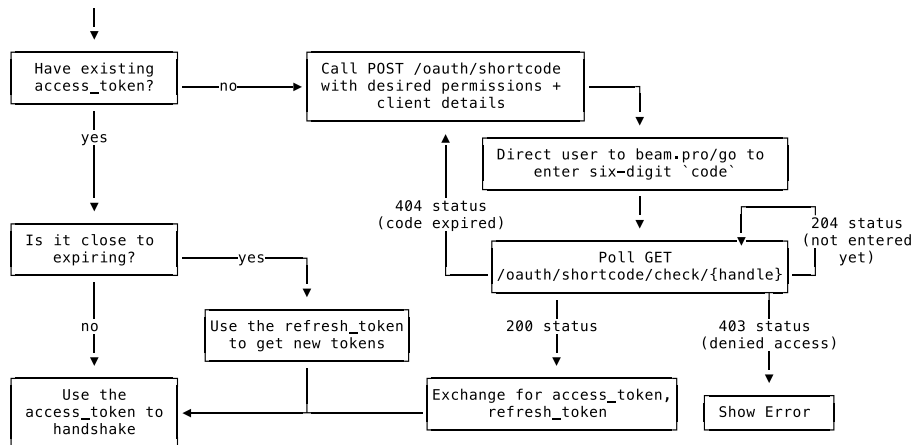 Have existing
access_token?
no
Call POST /oauth/shortcode
with desired permissions +
client details
yes
Direct user to beam.pro/go to
enter six-digit `code`
404 status
(code expired)
204 status
(not entered
yet)
Is it close to
expiring?
yes
Poll GET
/oauth/shortcode/check/{handle}
no
Use the refresh_token
to get new tokens
200 status
403 status
(denied access)
Use the
access_token to
handshake
Exchange for access_token,
refresh_token
Show Error